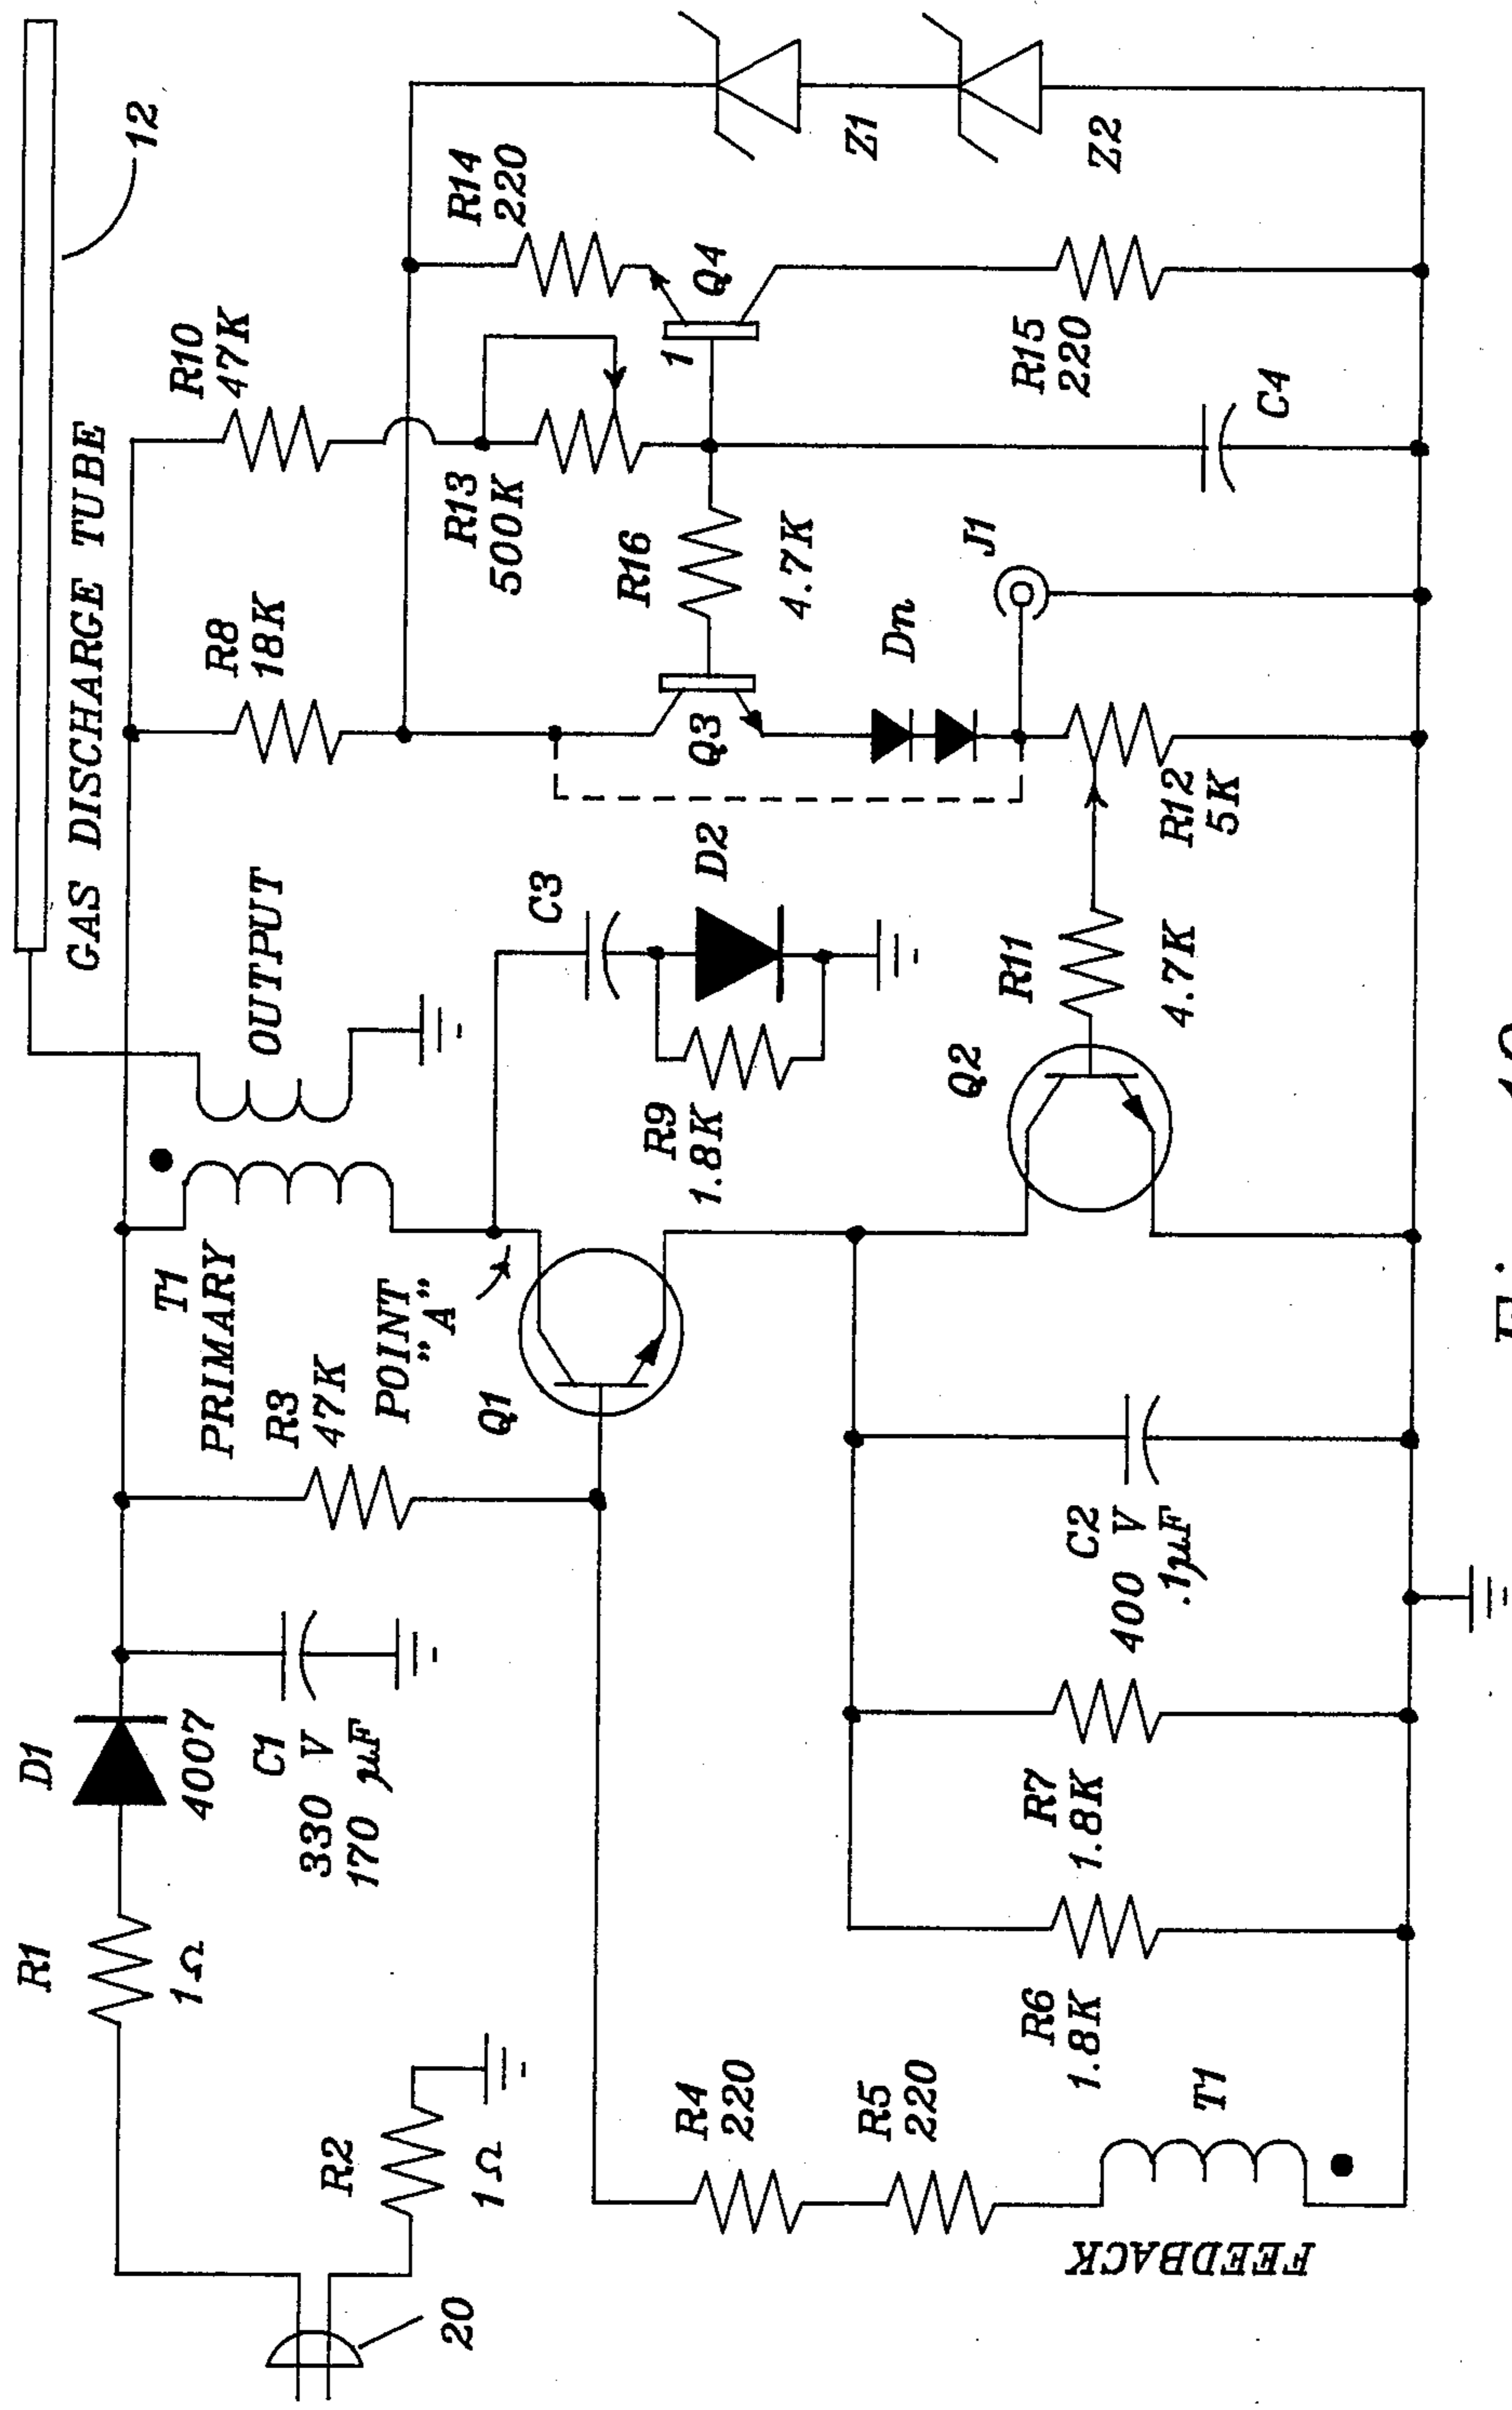 12
GAS DISCHARGE TUBE
R1
1Ω
D1
4007
C1
330 V
170 µF
R2
1Ω
20
R3
47K
T1
PRIMARY
OUTPUT
POINT
"A"
Q1
C3
R9
1.8K
D2
R8
18K
R10
47K
R13
500K
R14
220
R16
4.7K
Q3
1
Q4
Dn
J1
Z1
Z2
R15
220
C4
R12
5K
R11
4.7K
Q2
R4
220
R5
220
T1
FEEDBACK
R6
1.8K
R7
1.8K
C2
400 V
.1µF